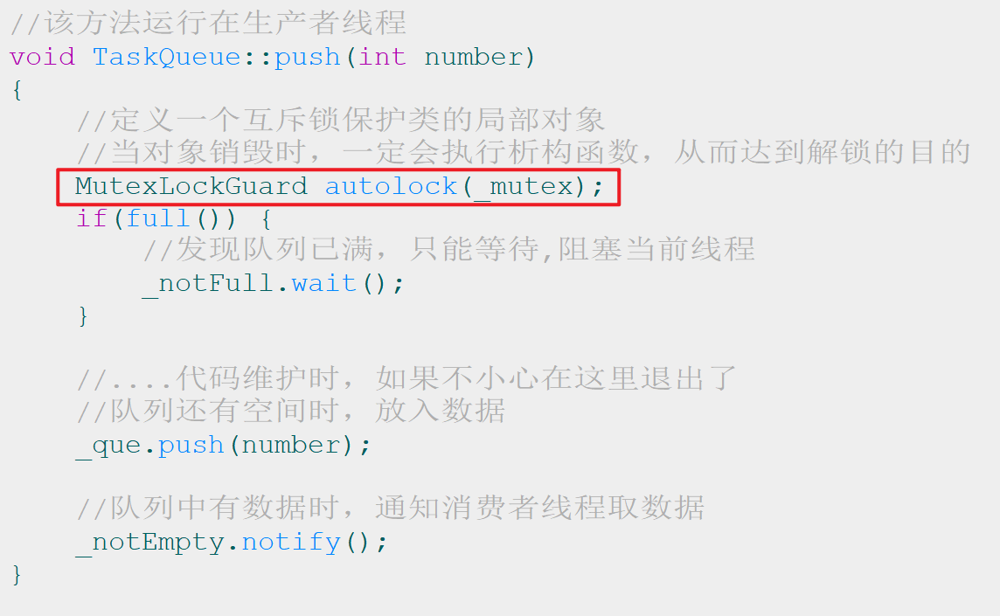 //该方法运行在生产者线程
void TaskQueue::push(int number)
{
    //定义一个互斥锁保护类的局部对象
    //当对象销毁时，一定会执行析构函数，从而达到解锁的目的
    MutexLockGuard autolock(_mutex);
    if(full()) {
        //发现队列已满，只能等待,阻塞当前线程
        _notFull.wait();
    }
    //....代码维护时，如果不小心在这里退出了
    //队列还有空间时，放入数据
    _que.push(number);
    //队列中有数据时，通知消费者线程取数据
    _notEmpty.notify();
}